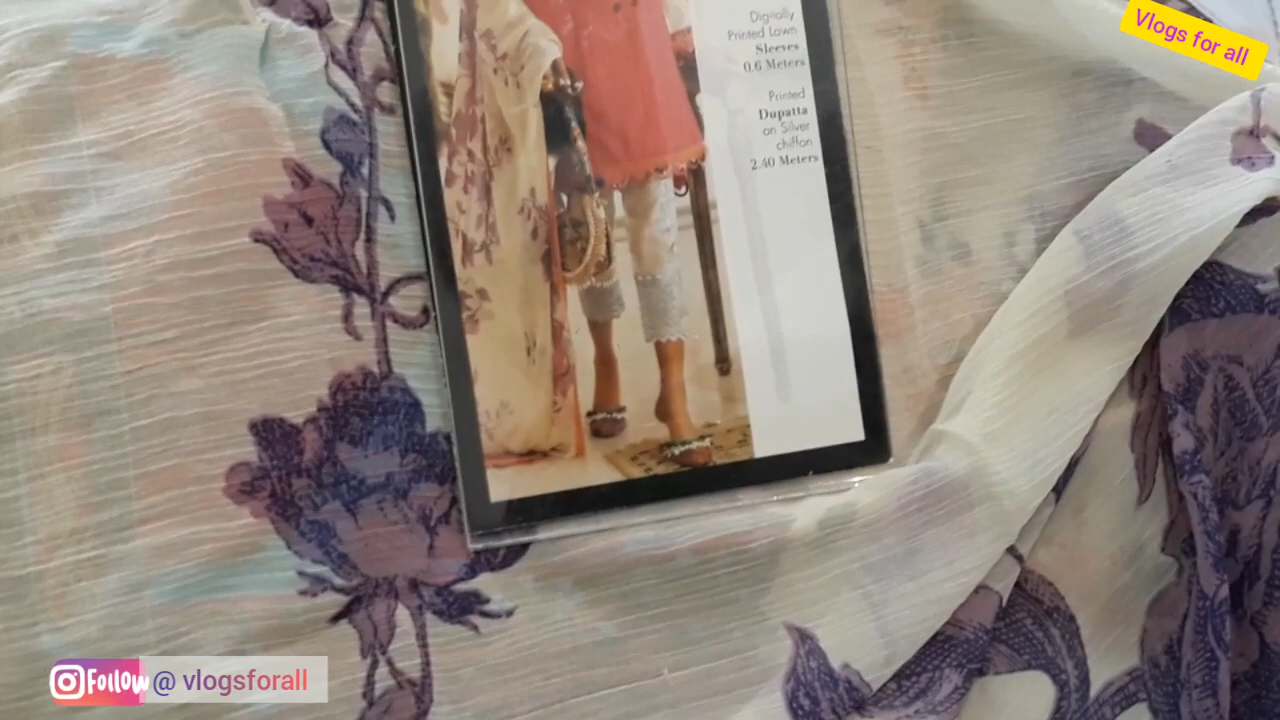 Vlogs for all
Digitally
Printed Lawn
Sleeves
0.6 Meters
Printed
Dupatta
on Silver
chiffon
2.40 Meters
Follow @ vlogsforall